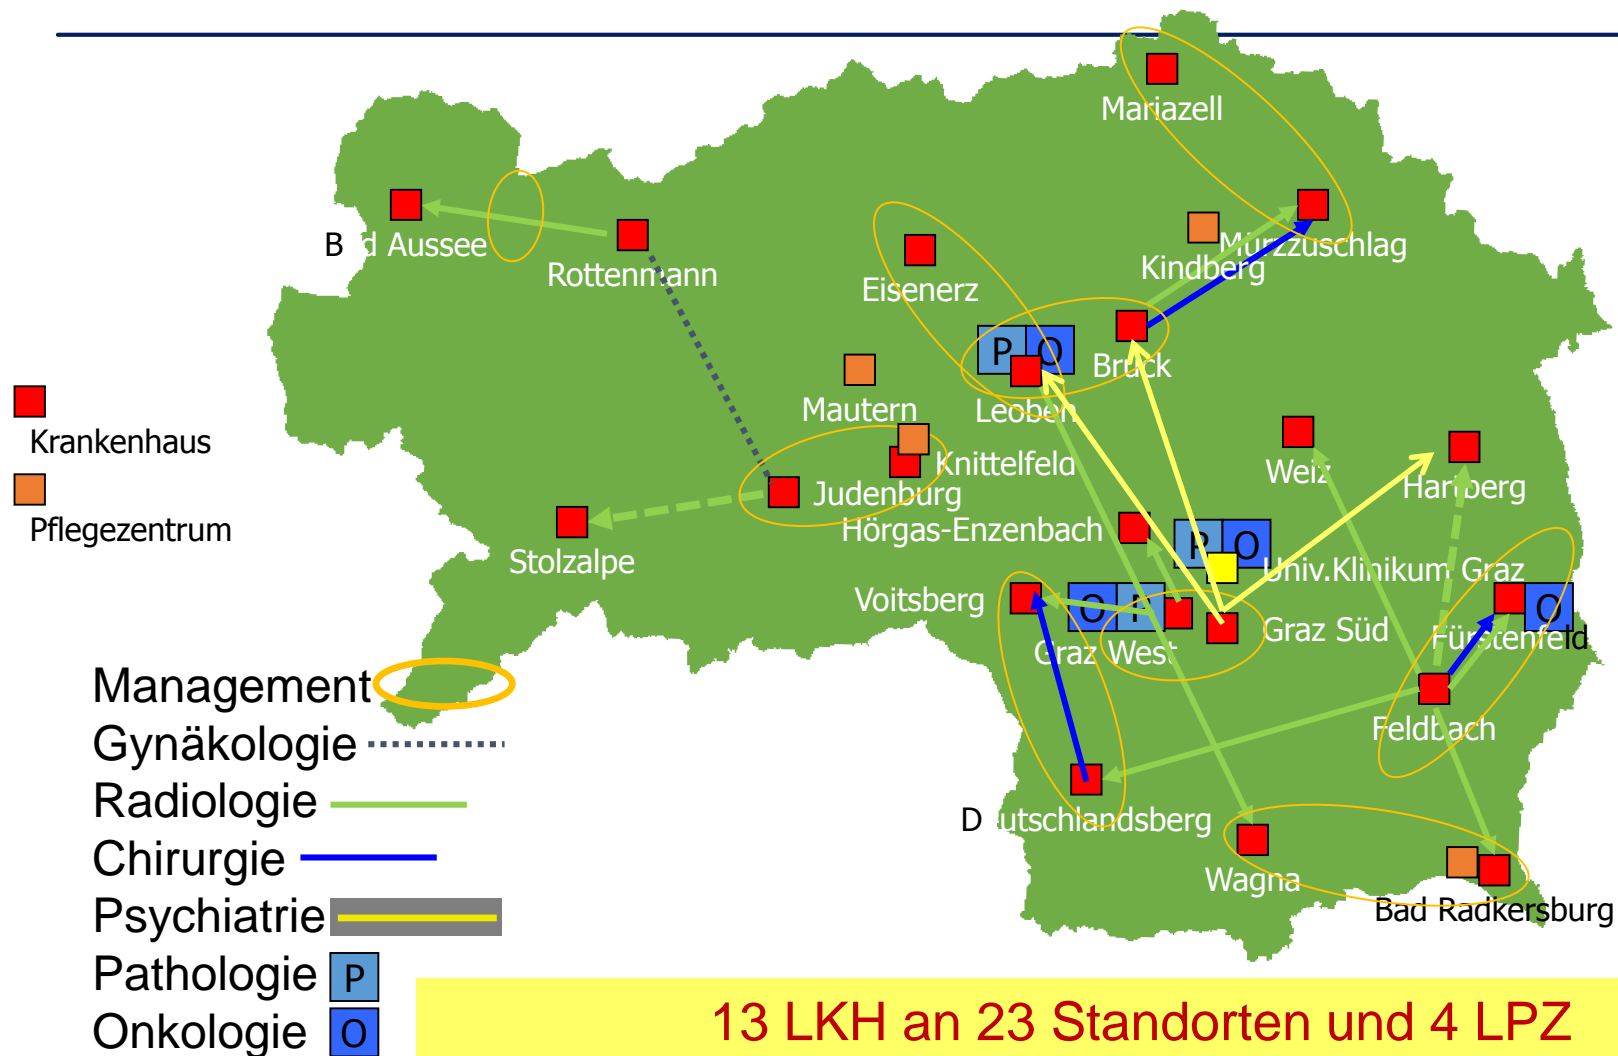 Mariazell
Bad Aussee
Rottenmann
Eisenerz
Mürzzuschlag
Kindberg
P O
Bruck
Mautern
Leoben
Krankenhaus
Knittelfeld
Weiz
Hartberg
Judenburg
Pflegezentrum
Hörgas-Enzenbach
P O
Stolzalpe
Univ.Klinikum Graz
Voitsberg
O P
O
Graz West
Graz Süd
Fürstenfeld
Management
Feldbach
Gynäkologie
Radiologie
Deutschlandsberg
Chirurgie
Wagna
Psychiatrie
Bad Radkersburg
Pathologie P
Onkologie O
13 LKH an 23 Standorten und 4 LPZ